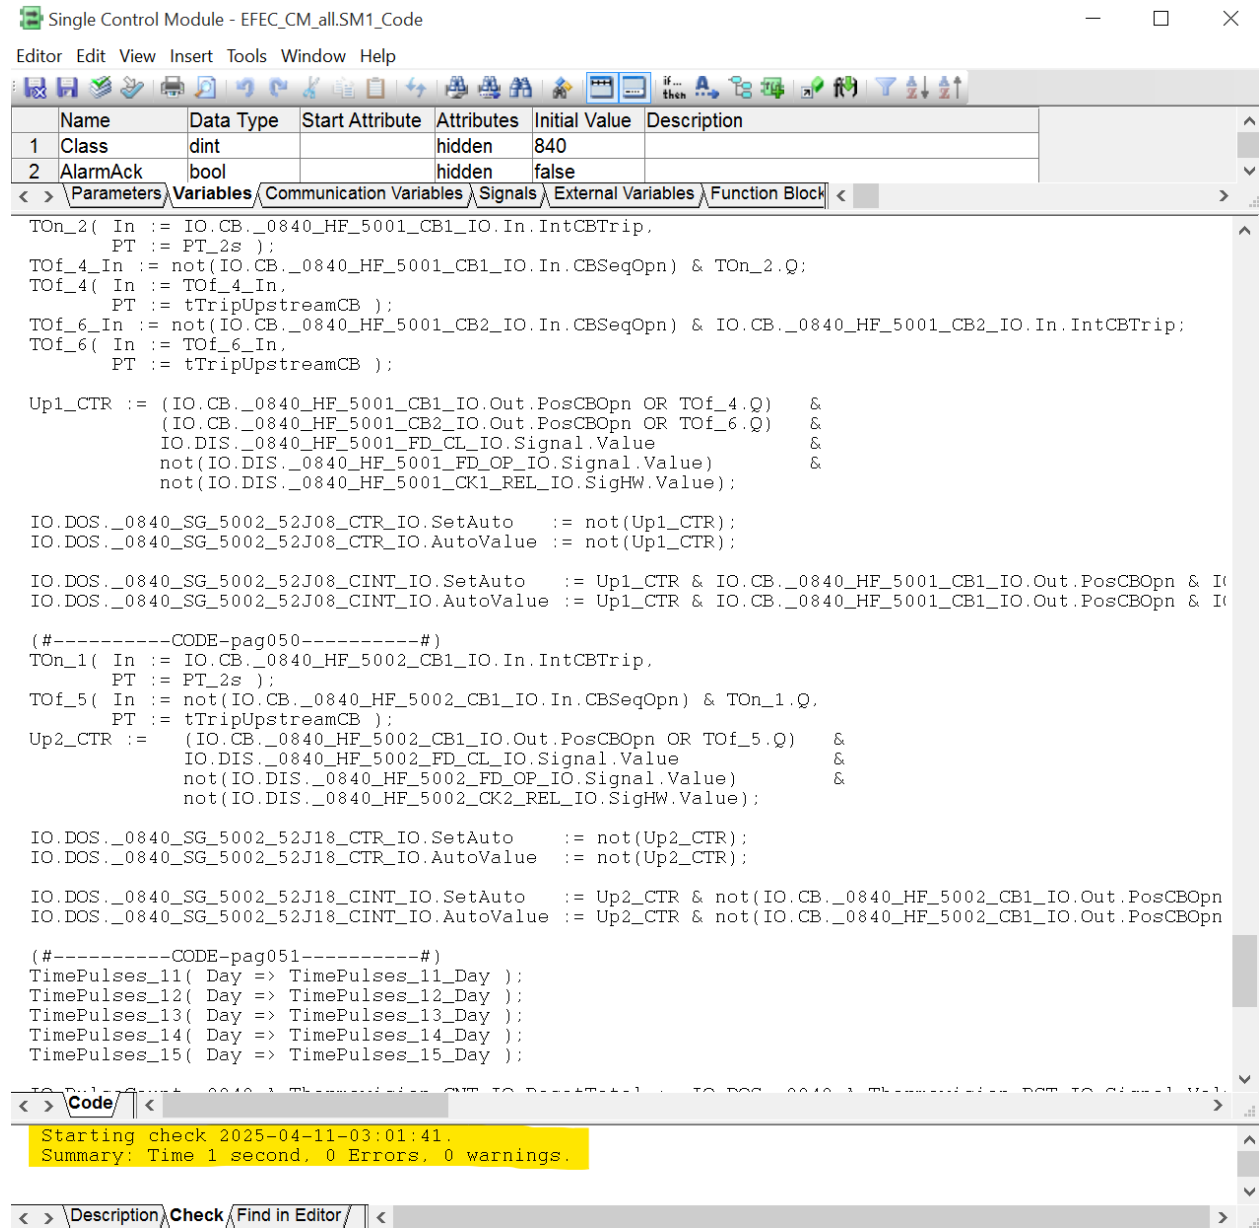 Single Control Module - EFEC_CM_all.SM1_Code
Editor Edit View Insert Tools Window Help
if... then
Name Data Type Start Attribute Attributes Initial Value Description
1 Class dint hidden 840
2 AlarmAck bool hidden false
Parameters Variables Communication Variables Signals External Variables Function Block
TOn_2( In := IO.CB._0840_HF_5001_CB1_IO.In.IntCBTrip,
PT := PT_2s );
TOf_4_In := not(IO.CB._0840_HF_5001_CB1_IO.In.CBSeqOpn) & TOn_2.Q;
TOf_4( In := TOf_4_In,
PT := tTripUpstreamCB );
TOf_6_In := not(IO.CB._0840_HF_5001_CB2_IO.In.CBSeqOpn) & IO.CB._0840_HF_5001_CB2_IO.In.IntCBTrip;
TOf_6( In := TOf_6_In,
PT := tTripUpstreamCB );
Up1_CTR := (IO.CB._0840_HF_5001_CB1_IO.Out.PosCBOpn OR TOf_4.Q) &
(IO.CB._0840_HF_5001_CB2_IO.Out.PosCBOpn OR TOf_6.Q) &
IO.DIS._0840_HF_5001_FD_CL_IO.Signal.Value &
not(IO.DIS._0840_HF_5001_FD_OP_IO.Signal.Value) &
not(IO.DIS._0840_HF_5001_CK1_REL_IO.SigHW.Value);
IO.DOS._0840_SG_5002_52J08_CTR_IO.SetAuto := not(Up1_CTR);
IO.DOS._0840_SG_5002_52J08_CTR_IO.AutoValue := not(Up1_CTR);
IO.DOS._0840_SG_5002_52J08_CINT_IO.SetAuto := Up1_CTR & IO.CB._0840_HF_5001_CB1_IO.Out.PosCBOpn &
IO.DOS._0840_SG_5002_52J08_CINT_IO.AutoValue := Up1_CTR & IO.CB._0840_HF_5001_CB1_IO.Out.PosCBOpn &
(#----------CODE-pag050----------#)
TOn_1( In := IO.CB._0840_HF_5002_CB1_IO.In.IntCBTrip,
PT := PT_2s );
TOf_5( In := not(IO.CB._0840_HF_5002_CB1_IO.In.CBSeqOpn) & TOn_1.Q,
PT := tTripUpstreamCB );
Up2_CTR := (IO.CB._0840_HF_5002_CB1_IO.Out.PosCBOpn OR TOf_5.Q) &
IO.DIS._0840_HF_5002_FD_CL_IO.Signal.Value &
not(IO.DIS._0840_HF_5002_FD_OP_IO.Signal.Value) &
not(IO.DIS._0840_HF_5002_CK2_REL_IO.SigHW.Value);
IO.DOS._0840_SG_5002_52J18_CTR_IO.SetAuto := not(Up2_CTR);
IO.DOS._0840_SG_5002_52J18_CTR_IO.AutoValue := not(Up2_CTR);
IO.DOS._0840_SG_5002_52J18_CINT_IO.SetAuto := Up2_CTR & not(IO.CB._0840_HF_5002_CB1_IO.Out.PosCBOpn
IO.DOS._0840_SG_5002_52J18_CINT_IO.AutoValue := Up2_CTR & not(IO.CB._0840_HF_5002_CB1_IO.Out.PosCBOpn
(#----------CODE-pag051----------#)
TimePulses_11( Day => TimePulses_11_Day );
TimePulses_12( Day => TimePulses_12_Day );
TimePulses_13( Day => TimePulses_13_Day );
TimePulses_14( Day => TimePulses_14_Day );
TimePulses_15( Day => TimePulses_15_Day );
Code
Starting check 2025-04-11-03:01:41.
Summary: Time 1 second, 0 Errors, 0 warnings.
Description Check Find in Editor